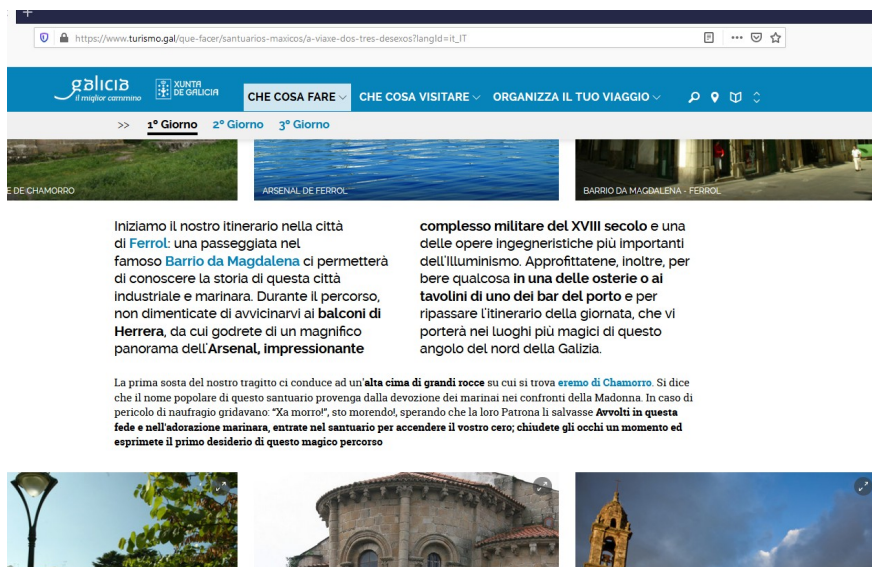 https://www.turismo.gal/que-facer/santuarios-maxicos/a-viaxe-dos-tres-desexos?langId=it_IT
galicia
il miglior cammino
XUNTA
DE GALICIA
CHE COSA FARE
CHE COSA VISITARE
ORGANIZZA IL TUO VIAGGIO
>> 1º Giorno 2º Giorno 3º Giorno
E DE CHAMORRO
ARSENAL DE FERROL
BARRIO DA MAGDALENA - FERROL
Iniziamo il nostro itinerario nella città
di Ferrol: una passeggiata nel
famoso Barrio da Magdalena ci permetterà
di conoscere la storia di questa città
industriale e marinara. Durante il percorso,
non dimenticate di avvicinarvi ai balconi di
Herrera, da cui godrete di un magnifico
panorama dell'Arsenal, impressionante
complesso militare del XVIII secolo e una
delle opere ingegneristiche più importanti
dell'Illuminismo. Approfittatene, inoltre, per
bere qualcosa in una delle osterie o ai
tavolini di uno dei bar del porto e per
ripassare l'itinerario della giornata, che vi
porterà nei luoghi più magici di questo
angolo del nord della Galizia.
La prima sosta del nostro tragitto ci conduce ad un'alta cima di grandi rocce su cui si trova eremo di Chamorro. Si dice
che il nome popolare di questo santuario provenga dalla devozione dei marinai nei confronti della Madonna. In caso di
pericolo di naufragio gridavano: "Xa morro!", sto morendo!, sperando che la loro Patrona li salvasse Avvolti in questa
fede e nell'adorazione marinara, entrate nel santuario per accendere il vostro cero; chiudete gli occhi un momento ed
esprimete il primo desiderio di questo magico percorso